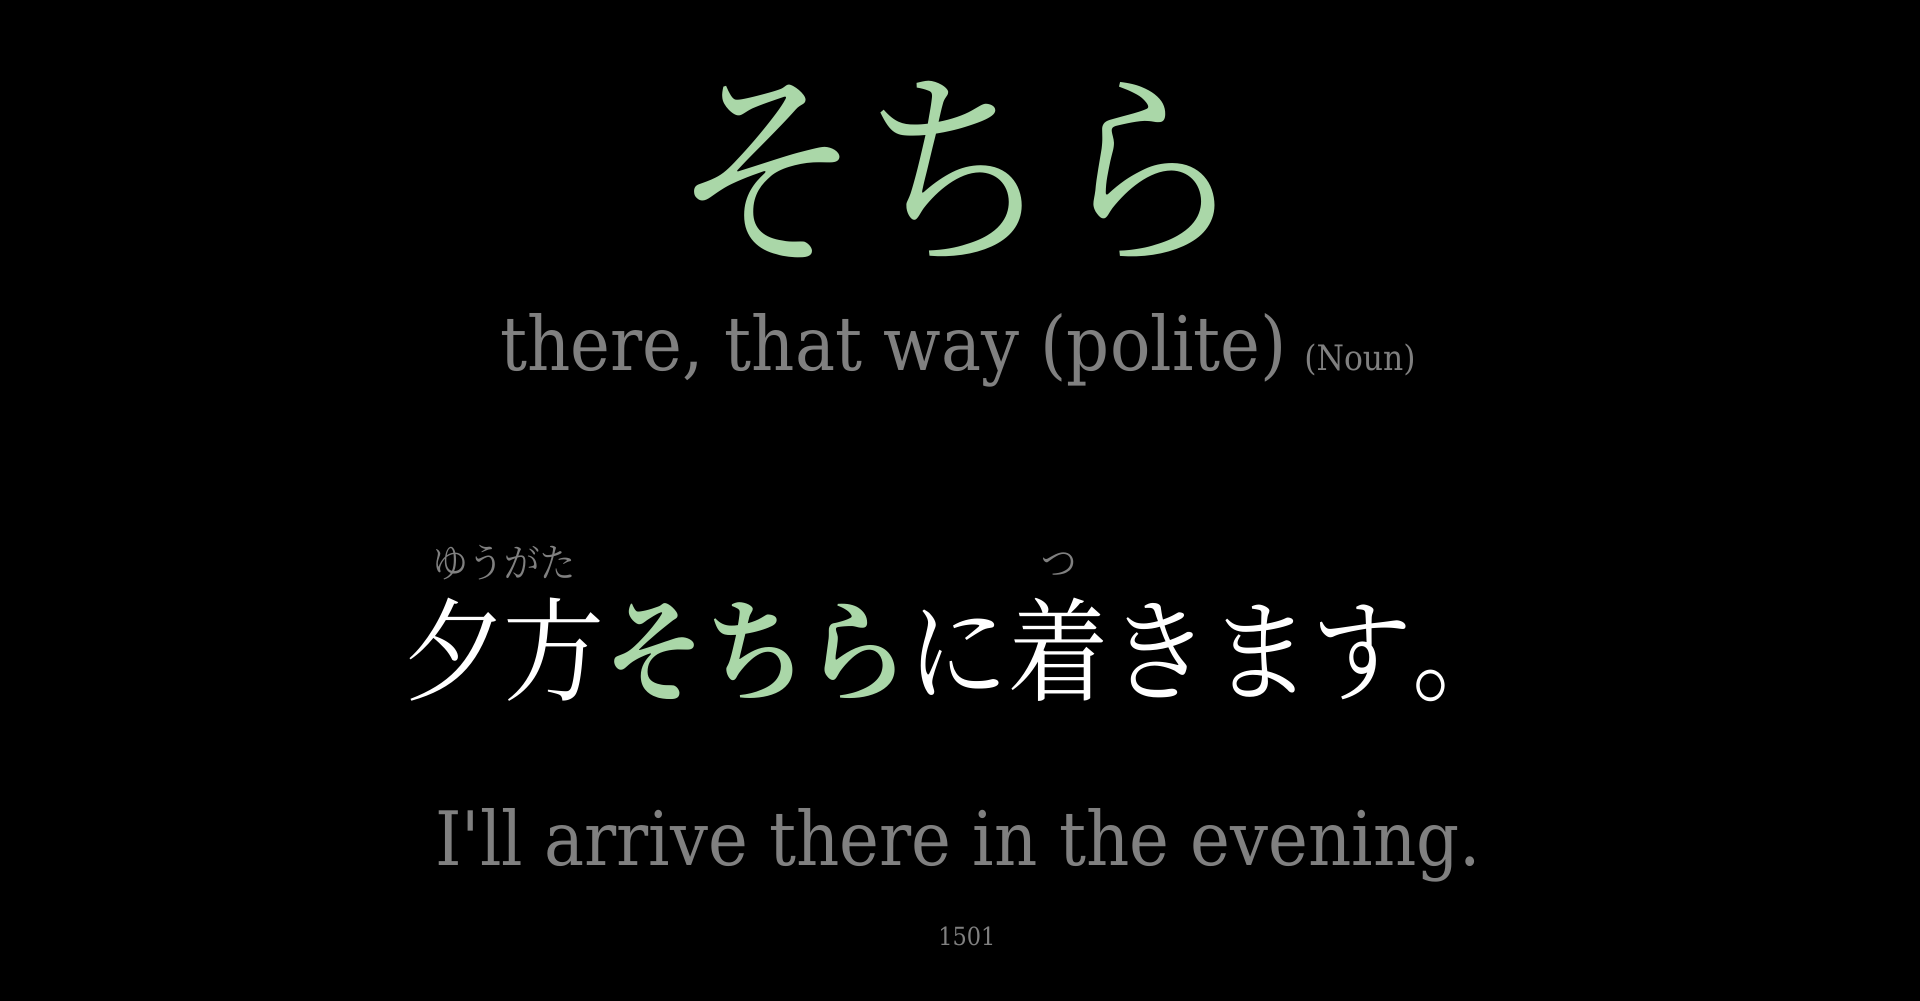 そちら
there, that way (polite) (Noun)
ゆうがた つ
夕方そちらに着きます。
I'll arrive there in the evening.
1501